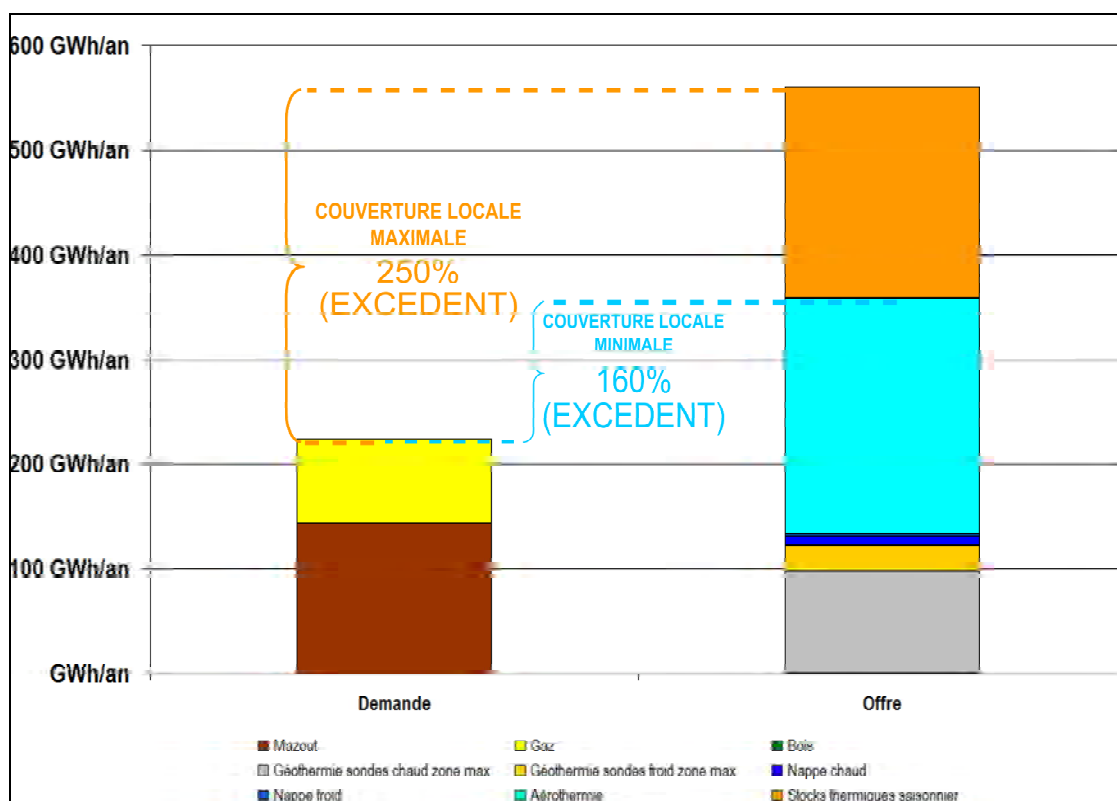 600 GWh/an
500 GWh/an
400 GWh/an
300 GWh/an
200 GWh/an
100 GWh/an
GWh/an
COUVERTURE LOCALE
MAXIMALE
250%
(EXCEDENT)
COUVERTURE LOCALE
MINIMALE
160%
(EXCEDENT)
Demande
Offre
Mazout
Gaz
Bois
Géothermie sondes chaud zone max
Géothermie sondes froid zone max
Nappe chaud
Nappe froid
Aérothermie
Stocks thermiques saisonnier